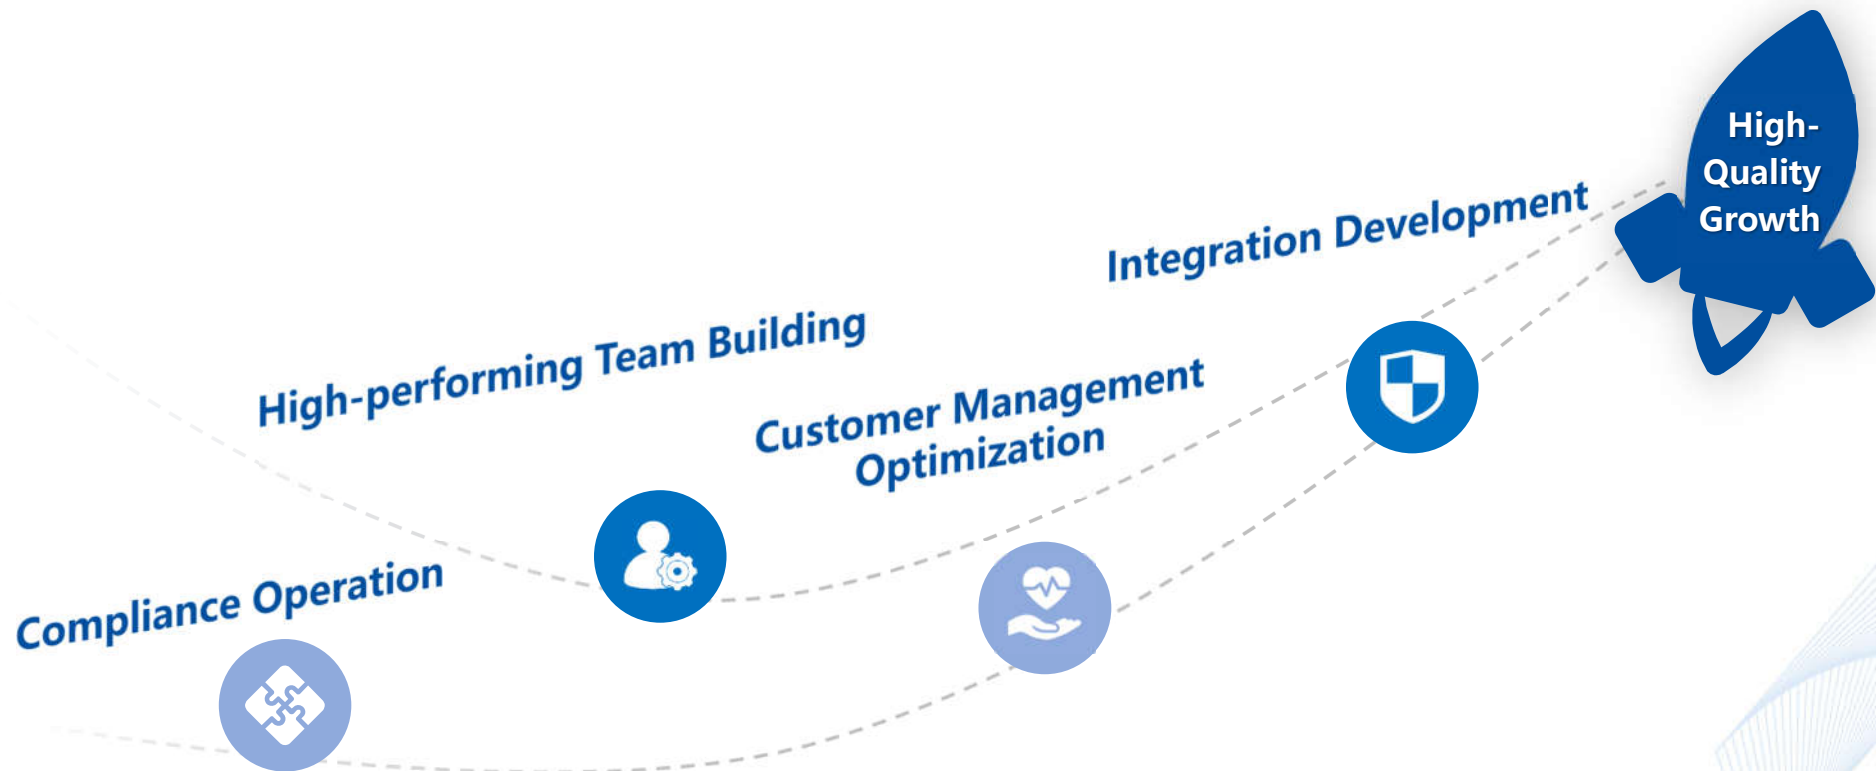 High-
Quality
Growth
Integration Development
High-performing Team Building
Customer Management
Optimization
Compliance Operation